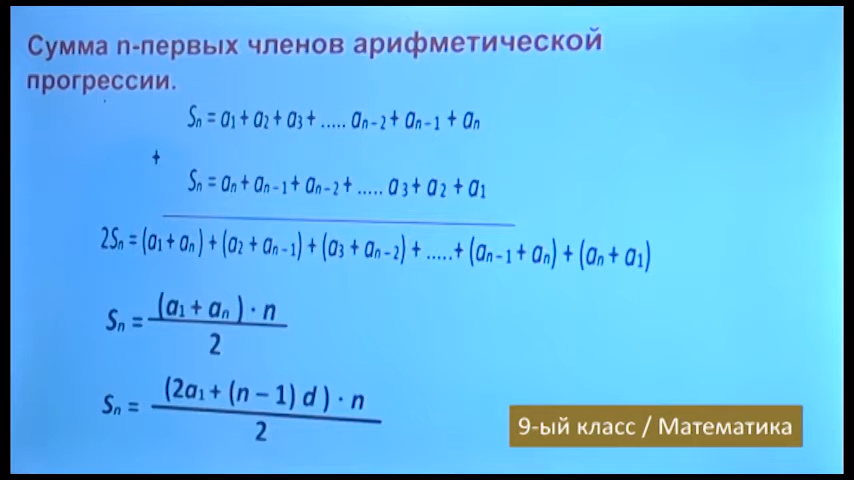 Сумма n-первых членов арифметической
прогрессии.
Sₙ = a₁ + a₂ + a₃ + ..... aₙ₋₂ + aₙ₋₁ + aₙ
+
Sₙ = aₙ + aₙ₋₁ + aₙ₋₂ + ..... a₃ + a₂ + a₁
2Sₙ = (a₁ + aₙ) + (a₂ + aₙ₋₁) + (a₃ + aₙ₋₂) + ..... + (aₙ₋₁ + aₙ) + (aₙ + a₁)
Sₙ = (a₁ + aₙ) · n / 2
Sₙ = (2a₁ + (n − 1) d) · n / 2
9-ый класс / Математика